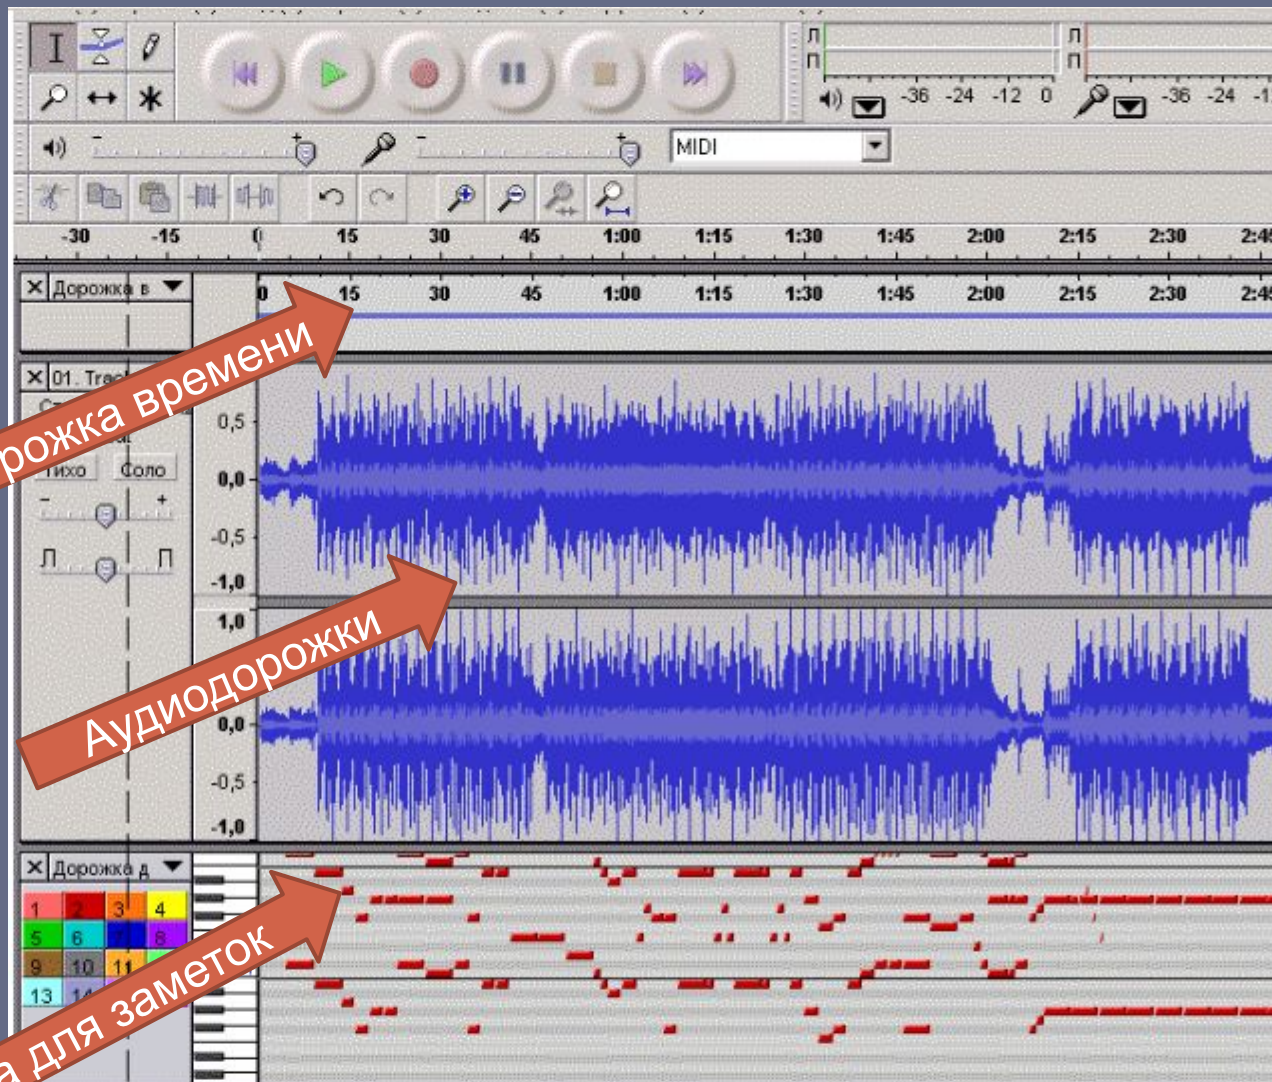 Л
П
-36 -24 -12 0
Л
П
-36 -24
- +
- +
MIDI
-30 -15 0 15 30 45 1:00 1:15 1:30 1:45 2:00 2:15 2:30 2:45
Дорожка в
0 15 30 45 1:00 1:15 1:30 1:45 2:00 2:15 2:30
времени
01. Tra
0,5
0,0
-0,5
-1,0
Соло
- +
Л П
Аудиодорожки
1,0
0,0
-0,5
-1,0
Дорожка д
1 2 3 4
5 6 7 8
9 10 11
13
для заметок